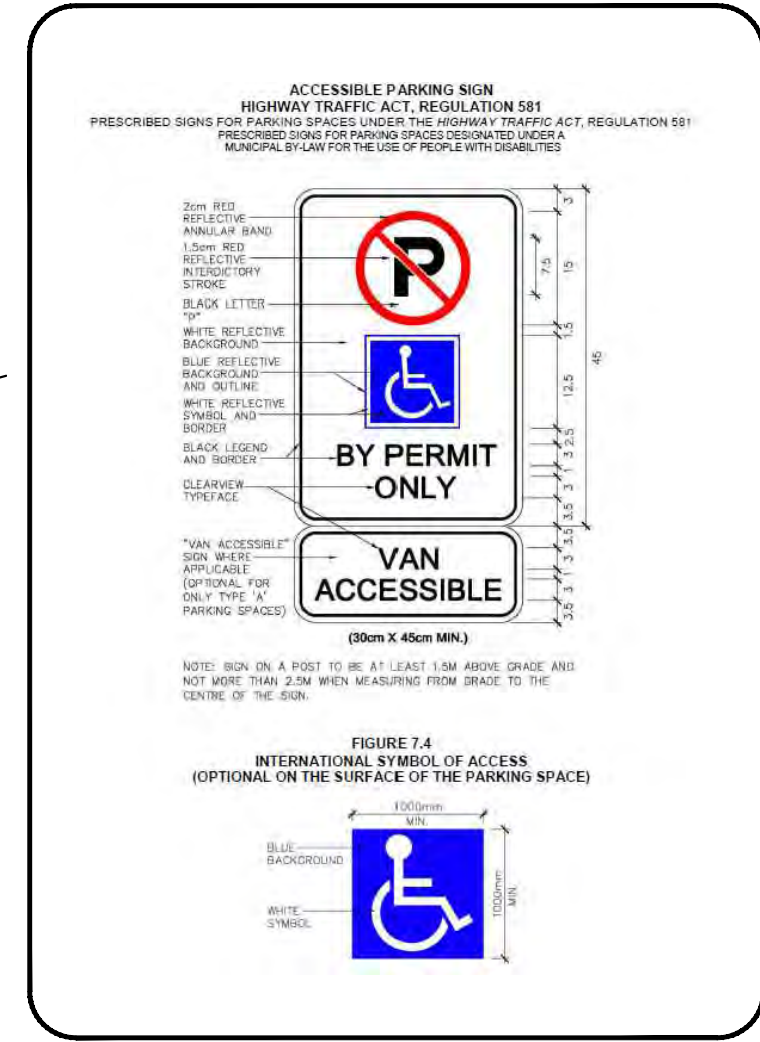 ACCESSIBLE PARKING SIGN
HIGHWAY TRAFFIC ACT, REGULATION 581
PRESCRIBED SIGNS FOR PARKING SPACES UNDER THE HIGHWAY TRAFFIC ACT, REGULATION 581
PRESCRIBED SIGNS FOR PARKING SPACES DESIGNATED UNDER A
MUNICIPAL BY-LAW FOR THE USE OF PEOPLE WITH DISABILITIES
2cm RED
REFLECTIVE
ANNULAR BAND
1.5cm RED
REFLECTIVE
INTERDICTORY
STROKE
BLACK LETTER
"P"
WHITE REFLECTIVE
BACKGROUND
BLUE REFLECTIVE
BACKGROUND
AND OUTLINE
WHITE REFLECTIVE
SYMBOL AND
BORDER
BLACK LEGEND
AND BORDER
CLEARVIEW
TYPEFACE
"VAN ACCESSIBLE"
SIGN WHERE
APPLICABLE
(OPTIONAL FOR
ONLY TYPE 'A'
PARKING SPACES)
P
BY PERMIT
ONLY
VAN
ACCESSIBLE
3
7.5
15
1.5
45
12.5
2.5
3
1
3
3.5
3.5
3
1
3
3.5
(30cm X 45cm MIN.)
NOTE: SIGN ON A POST TO BE AT LEAST 1.5M ABOVE GRADE AND
NOT MORE THAN 2.5M WHEN MEASURING FROM GRADE TO THE
CENTRE OF THE SIGN.
FIGURE 7.4
INTERNATIONAL SYMBOL OF ACCESS
(OPTIONAL ON THE SURFACE OF THE PARKING SPACE)
1000mm
MIN.
BLUE
BACKGROUND
WHITE
SYMBOL
1000mm
MIN.